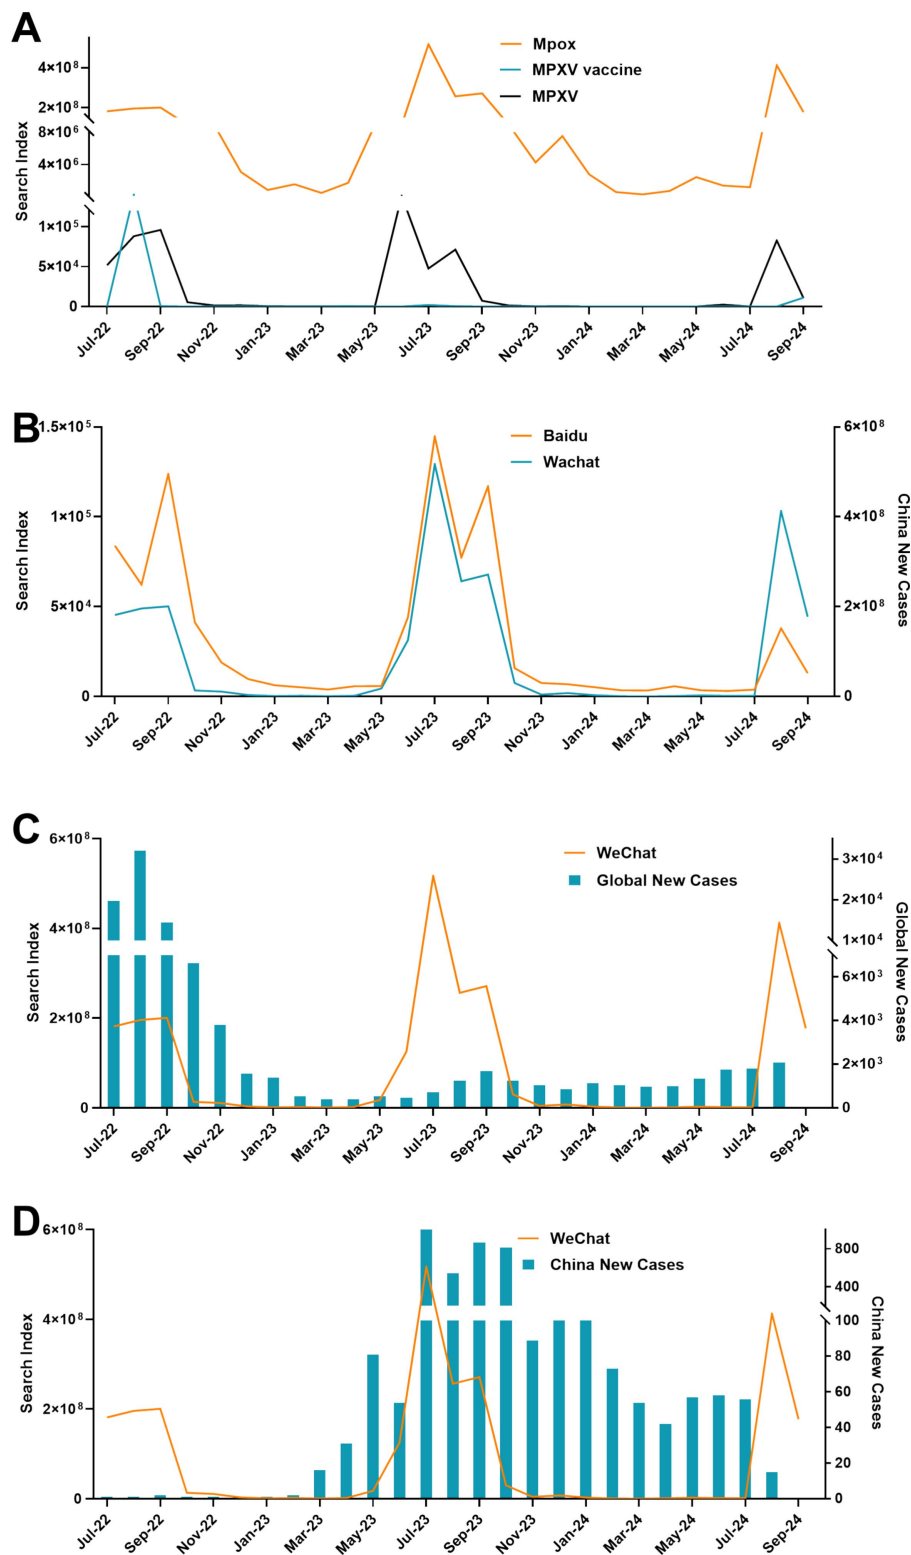 A
Mpox
MPXV vaccine
MPXV
Search Index
4×10⁸
2×10⁸
8×10⁶
4×10⁶
1×10⁵
5×10⁴
0
Jul-22 Sep-22 Nov-22 Jan-23 Mar-23 May-23 Jul-23 Sep-23 Nov-23 Jan-24 Mar-24 May-24 Jul-24 Sep-24
B
Baidu
Wachat
Search Index
1.5×10⁵
1×10⁵
5×10⁴
0
China New Cases
6×10⁸
4×10⁸
2×10⁸
0
Jul-22 Sep-22 Nov-22 Jan-23 Mar-23 May-23 Jul-23 Sep-23 Nov-23 Jan-24 Mar-24 May-24 Jul-24 Sep-24
C
WeChat
Global New Cases
Search Index
6×10⁸
4×10⁸
2×10⁸
0
Global New Cases
3×10⁴
2×10⁴
1×10⁴
6×10³
4×10³
2×10³
0
Jul-22 Sep-22 Nov-22 Jan-23 Mar-23 May-23 Jul-23 Sep-23 Nov-23 Jan-24 Mar-24 May-24 Jul-24 Sep-24
D
WeChat
China New Cases
Search Index
6×10⁸
4×10⁸
2×10⁸
0
China New Cases
800
400
100
80
60
40
20
0
Jul-22 Sep-22 Nov-22 Jan-23 Mar-23 May-23 Jul-23 Sep-23 Nov-23 Jan-24 Mar-24 May-24 Jul-24 Sep-24